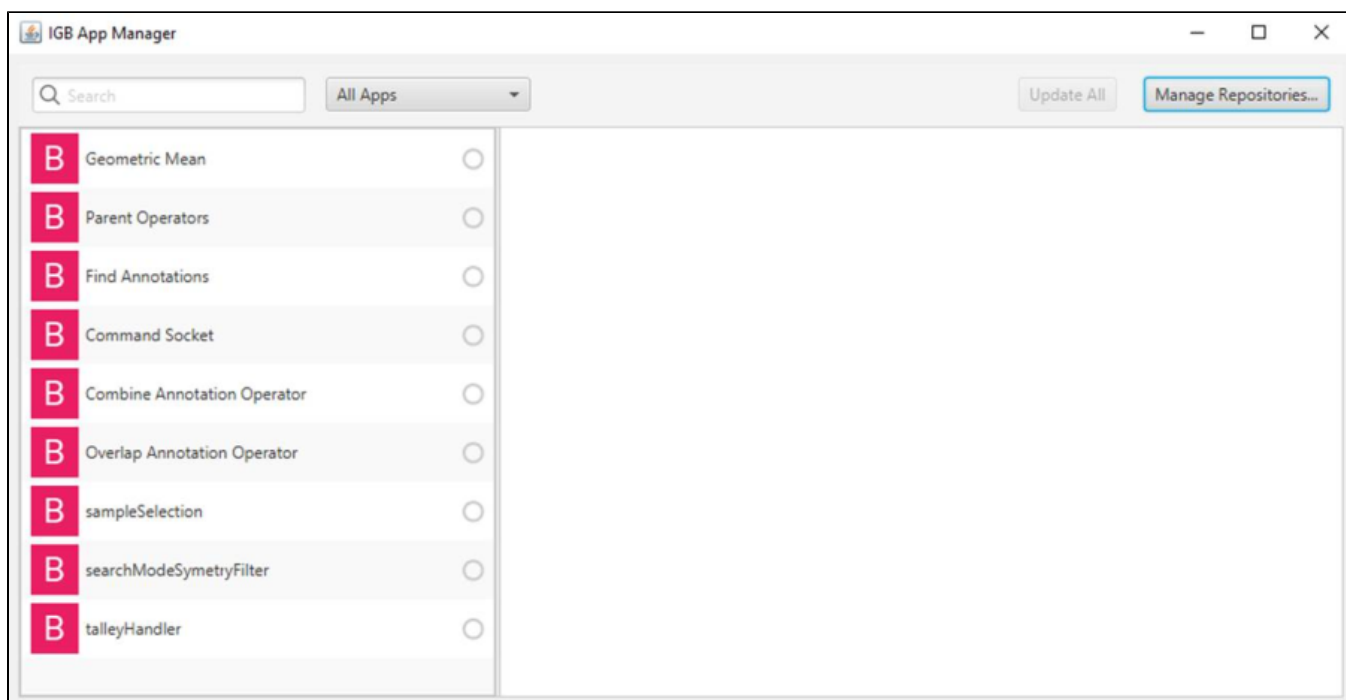 IGB App Manager
Search
All Apps
Update All
Manage Repositories...
B Geometric Mean
B Parent Operators
B Find Annotations
B Command Socket
B Combine Annotation Operator
B Overlap Annotation Operator
B sampleSelection
B searchModeSymetryFilter
B talleyHandler